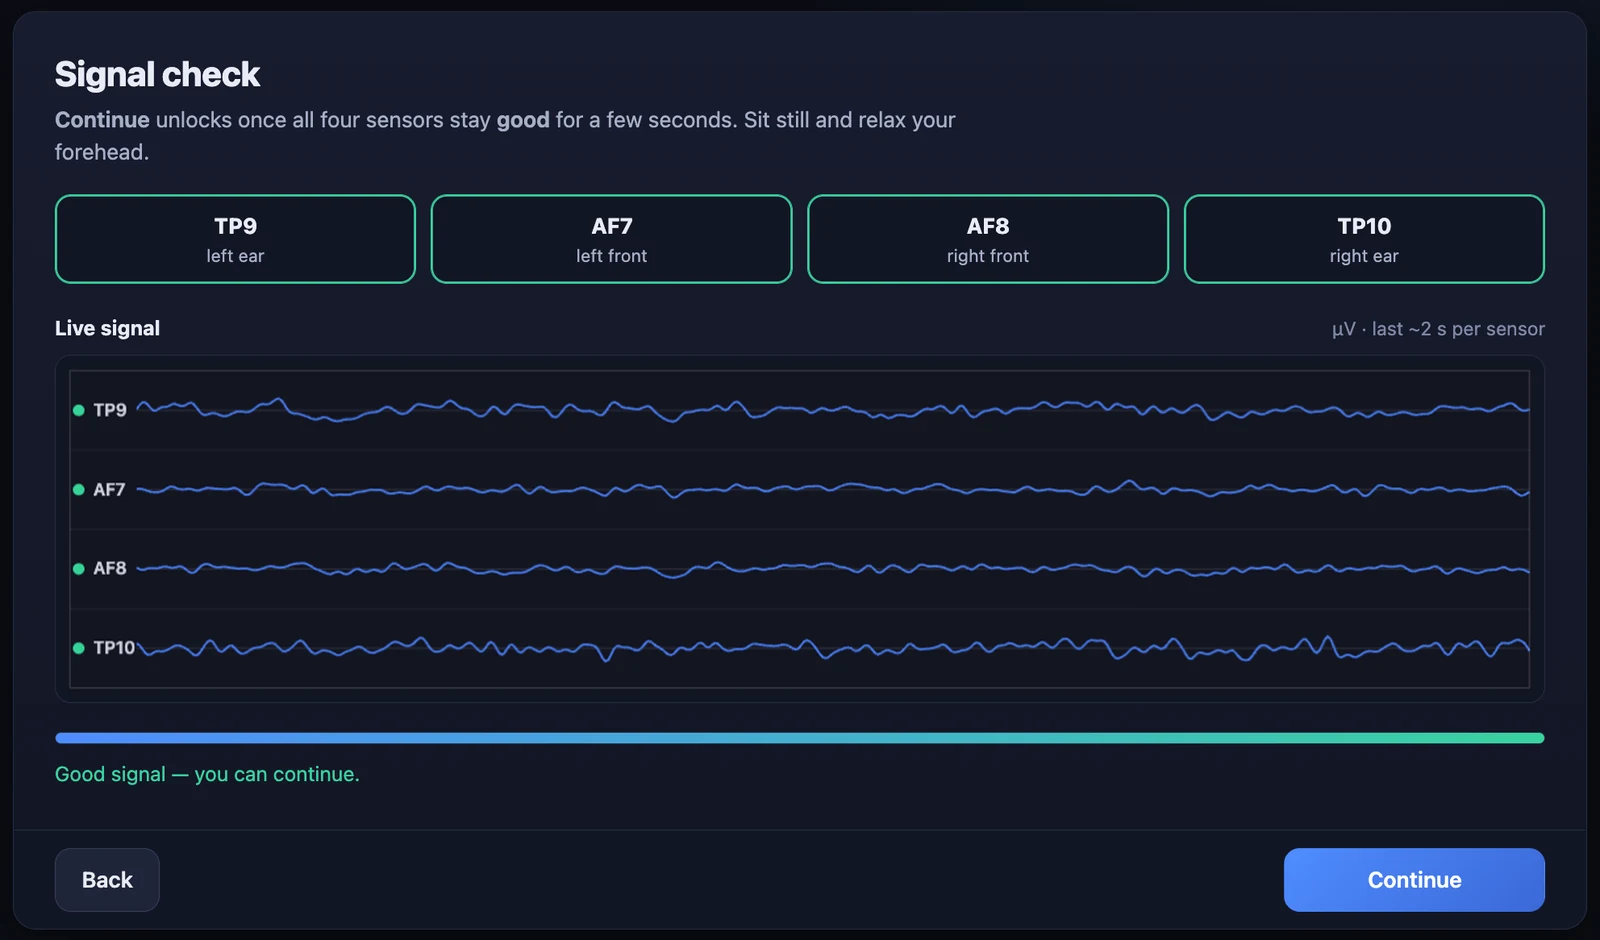 Signal check
Continue unlocks once all four sensors stay good for a few seconds. Sit still and relax your
forehead.
TP9
left ear
AF7
left front
AF8
right front
TP10
right ear
Live signal
µV · last ~2 s per sensor
TP9
AF7
AF8
TP10
Good signal — you can continue.
Back
Continue